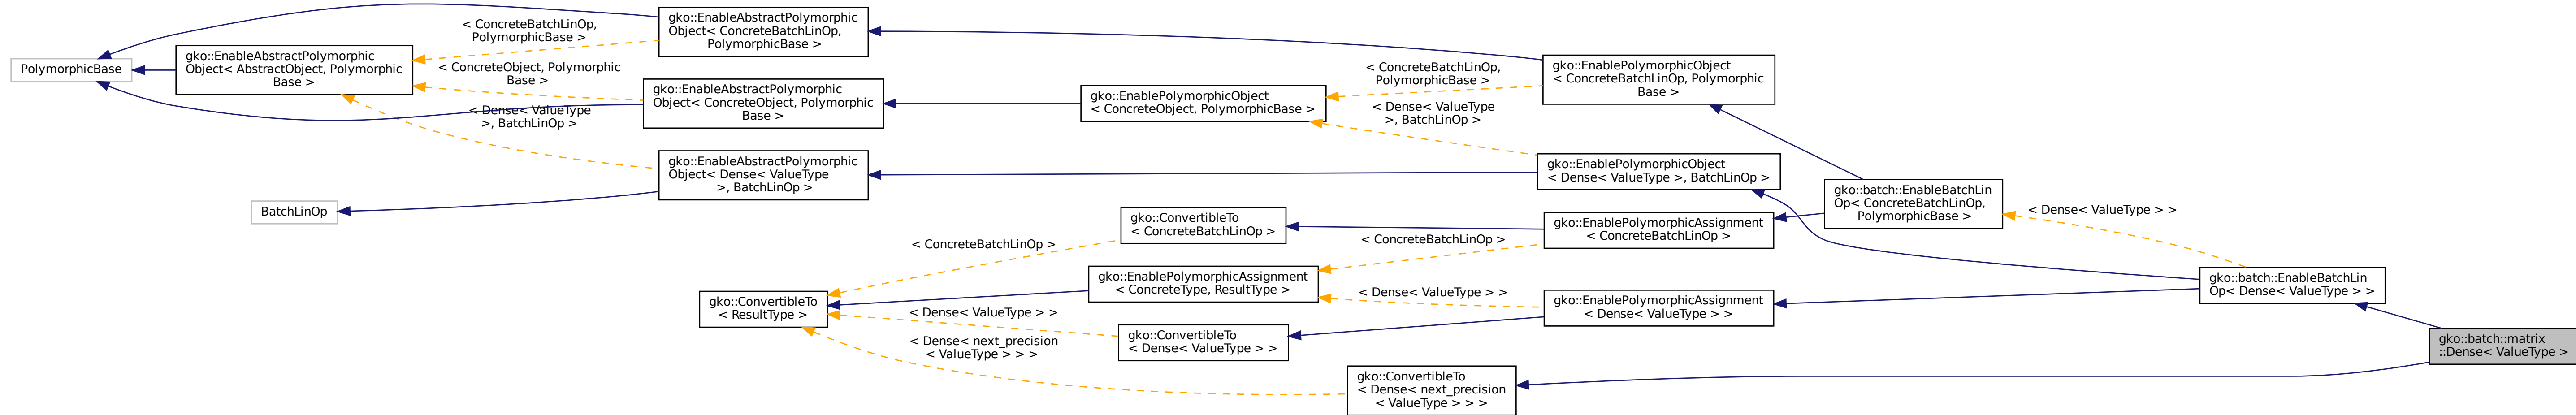 PolymorphicBase
gko::EnableAbstractPolymorphic
Object< AbstractObject, Polymorphic
Base >
< ConcreteBatchLinOp,
PolymorphicBase >
< ConcreteObject, Polymorphic
Base >
< Dense< ValueType
>, BatchLinOp >
gko::EnableAbstractPolymorphic
Object< ConcreteBatchLinOp,
PolymorphicBase >
gko::EnableAbstractPolymorphic
Object< ConcreteObject, Polymorphic
Base >
gko::EnableAbstractPolymorphic
Object< Dense< ValueType
>, BatchLinOp >
BatchLinOp
gko::EnablePolymorphicObject
< ConcreteObject, PolymorphicBase >
< ConcreteBatchLinOp,
PolymorphicBase >
< Dense< ValueType
>, BatchLinOp >
gko::EnablePolymorphicObject
< ConcreteBatchLinOp, Polymorphic
Base >
gko::EnablePolymorphicObject
< Dense< ValueType >, BatchLinOp >
gko::ConvertibleTo
< ResultType >
< ConcreteBatchLinOp >
< Dense< ValueType > >
< Dense< next_precision
< ValueType > > >
gko::ConvertibleTo
< ConcreteBatchLinOp >
gko::EnablePolymorphicAssignment
< ConcreteType, ResultType >
gko::ConvertibleTo
< Dense< ValueType > >
gko::ConvertibleTo
< Dense< next_precision
< ValueType > > >
< ConcreteBatchLinOp >
< Dense< ValueType > >
gko::EnablePolymorphicAssignment
< ConcreteBatchLinOp >
gko::EnablePolymorphicAssignment
< Dense< ValueType > >
gko::batch::EnableBatchLin
Op< ConcreteBatchLinOp,
PolymorphicBase >
< Dense< ValueType > >
gko::batch::EnableBatchLin
Op< Dense< ValueType > >
gko::batch::matrix
::Dense< ValueType >